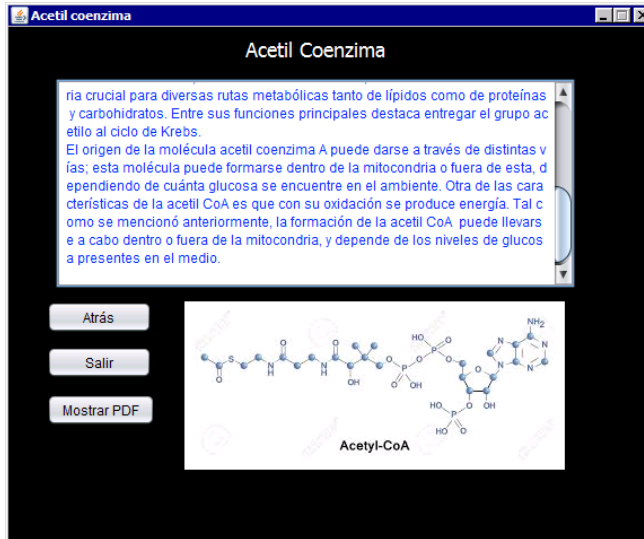 Acetil coenzima
Acetil Coenzima
ria crucial para diversas rutas metabólicas tanto de lípidos como de proteínas
y carbohidratos. Entre sus funciones principales destaca entregar el grupo ac
etilo al ciclo de Krebs.
El origen de la molécula acetil coenzima A puede darse a través de distintas v
ías; esta molécula puede formarse dentro de la mitocondria o fuera de esta, d
ependiendo de cuánta glucosa se encuentre en el ambiente. Otra de las cara
cterísticas de la acetil CoA es que con su oxidación se produce energía. Tal c
omo se mencionó anteriormente, la formación de la acetil CoA puede llevars
e a cabo dentro o fuera de la mitocondria, y depende de los niveles de glucos
a presentes en el medio.
Atrás
Salir
Mostrar PDF
NH2
HO O
P
N N
O O O O O
S N N O P O N N
H H
O OH O OH
O OH
HO P
HO O
Acetyl-CoA